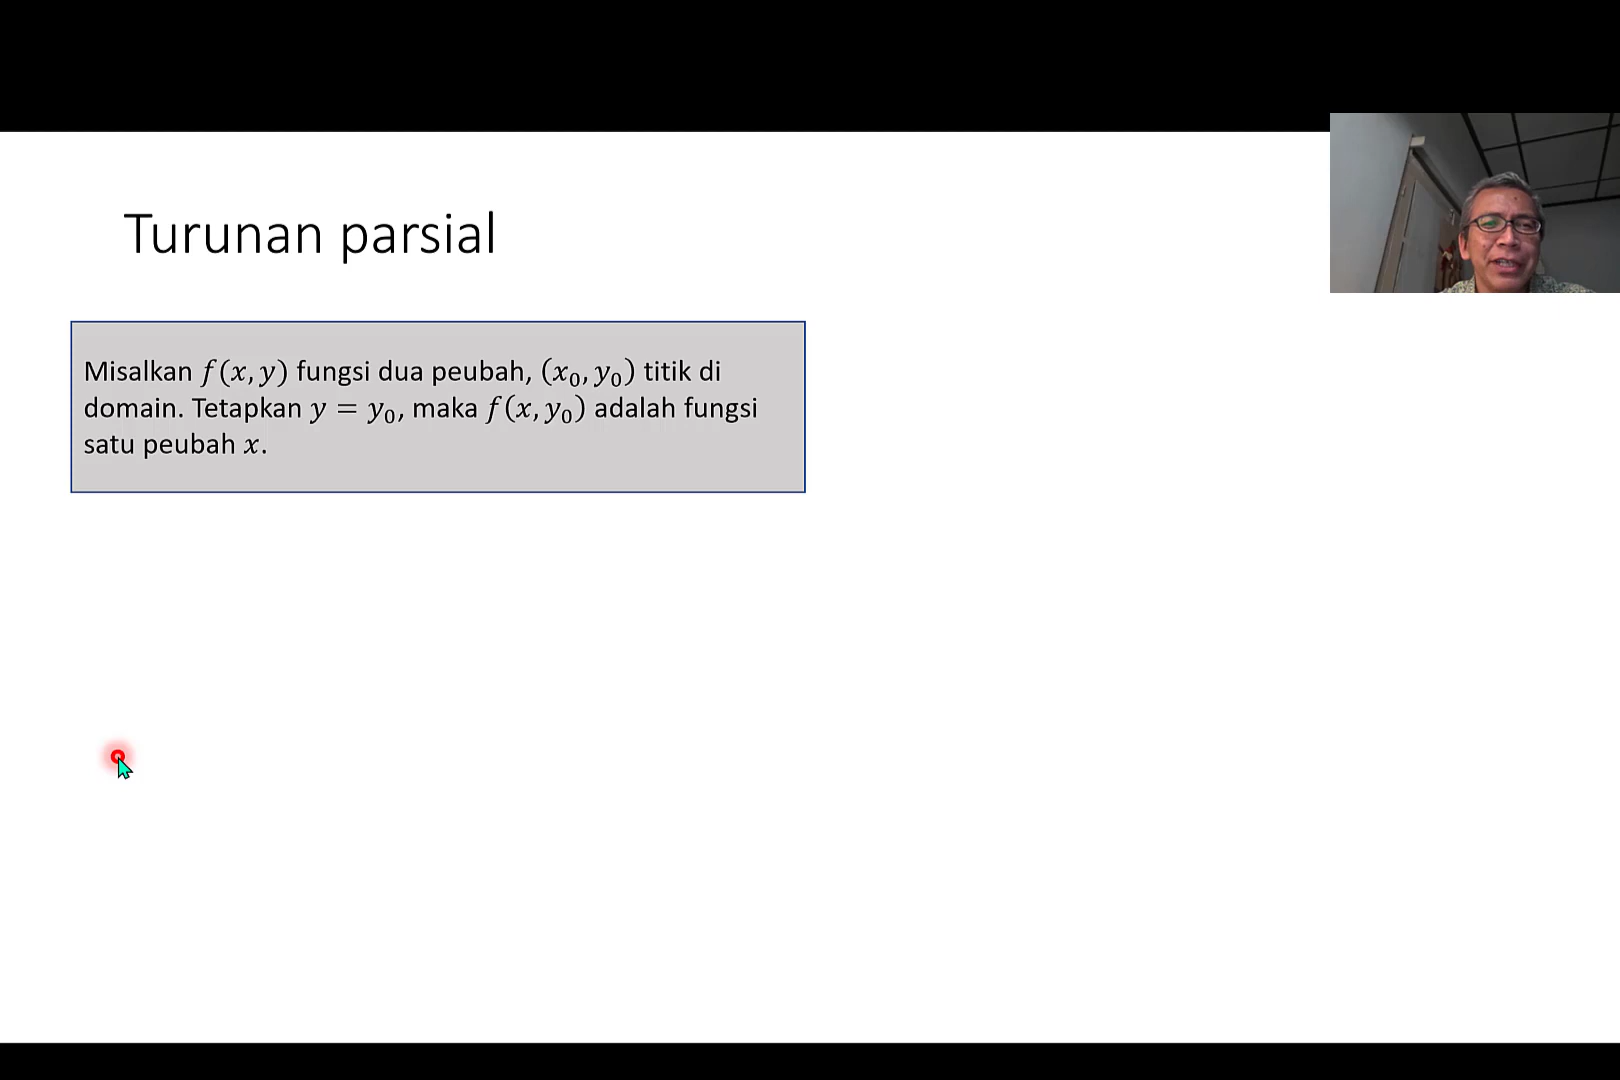 Turunan parsial
Misalkan f(x, y) fungsi dua peubah, (x₀, y₀) titik di
domain. Tetapkan y = y₀, maka f(x, y₀) adalah fungsi
satu peubah x.